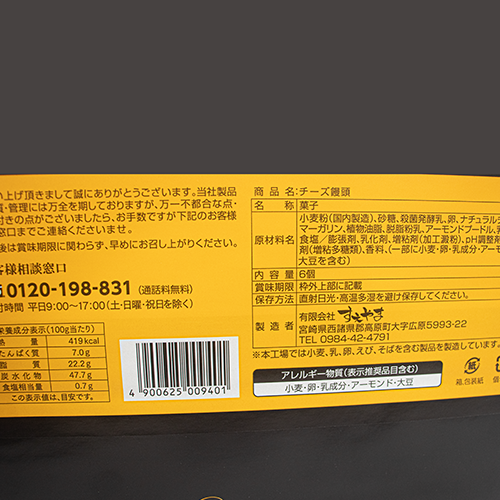 い上げ頂きまして誠にありがとうございます。当社製品
質・管理には万全を期しておりますが、万一不都合な点・
付きの点がございましたら、お手数ですが下記のお客様
窓口までご連絡ください。
後は賞味期限に関わらず、早めにお召し上がりください。
客様相談窓口
0120-198-831 (通話料無料)
付時間 平日9:00~17:00(土・日曜・祝日を除く)
栄養成分表示(100g当たり)
量 419kcal
たんぱく質 7.0g
質 22.2g
炭水化物 47.7g
食塩相当量 0.7g
この表示値は、目安です。
4 900625 009401
商品名 チーズ饅頭
名称 菓子
原材料名 小麦粉(国内製造)、砂糖、殺菌発酵乳、卵、ナチュラル
マーガリン、植物油脂、脱脂粉乳、アーモンドプードル、乳
食塩/膨張剤、乳化剤、増粘剤(加工澱粉)、pH調整
剤(増粘多糖類)、香料、(一部に小麦・卵・乳成分・ア
大豆を含む)
内容量 6個
賞味期限 枠外上部に記載
保存方法 直射日光・高温多湿を避け保存してください。
製造者 有限会社 すきやま
宮崎県西諸県郡高原町大字広原5993-22
TEL 0984-42-4791
※本工場では小麦、乳、卵、えび、そばを含む製品を製造しています。
アレルギー物質(表示推奨品目含む)
小麦・卵・乳成分・アーモンド・大豆
紙
箱、包装紙
個